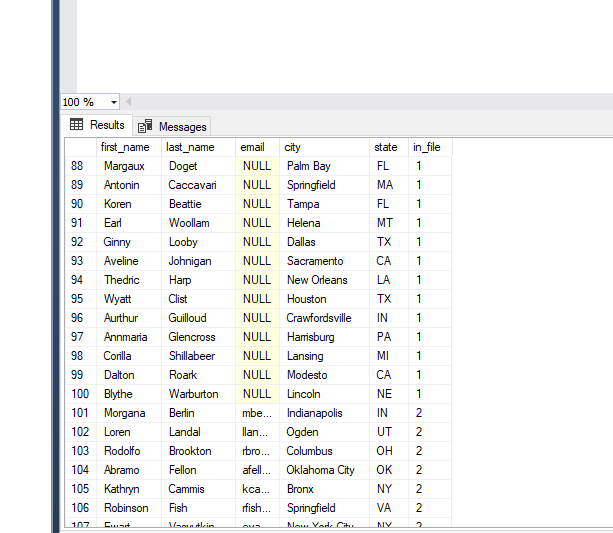 100 %
Results Messages
first_name last_name email city state in_file
88 Margaux Doget NULL Palm Bay FL 1
89 Antonin Caccavari NULL Springfield MA 1
90 Koren Beattie NULL Tampa FL 1
91 Earl Woollam NULL Helena MT 1
92 Ginny Looby NULL Dallas TX 1
93 Aveline Johnigan NULL Sacramento CA 1
94 Thedric Harp NULL New Orleans LA 1
95 Wyatt Clist NULL Houston TX 1
96 Aurthur Guilloud NULL Crawfordsville IN 1
97 Annmaria Glencross NULL Harrisburg PA 1
98 Corilla Shillabeer NULL Lansing MI 1
99 Dalton Roark NULL Modesto CA 1
100 Blythe Warburton NULL Lincoln NE 1
101 Morgana Berlin mbe... Indianapolis IN 2
102 Loren Landal llan... Ogden UT 2
103 Rodolfo Brookton rbro... Columbus OH 2
104 Abramo Fellon afell... Oklahoma City OK 2
105 Kathryn Cammis kca... Bronx NY 2
106 Robinson Fish rfish... Springfield VA 2
107 Ewart New York City NY 2